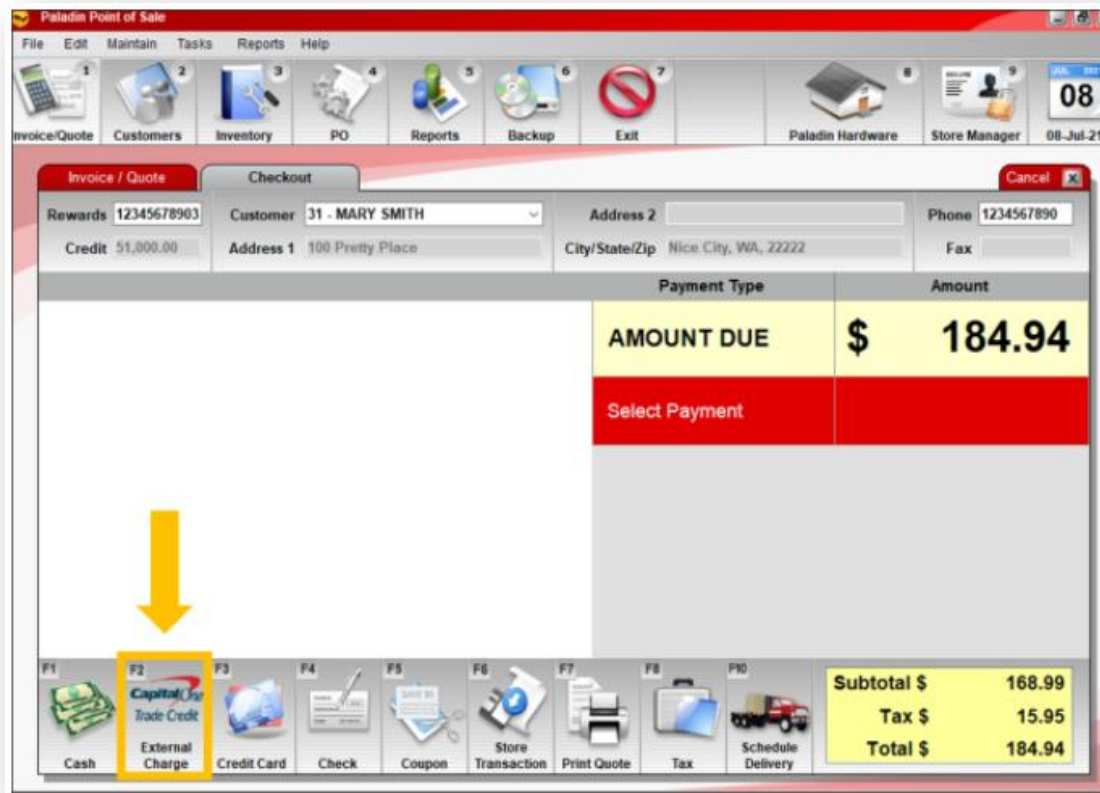 Paladin Point of Sale
File Edit Maintain Tasks Reports Help
1 2 3 4 5 6 7 8 9
08
nvoice/Quote Customers Inventory PO Reports Backup Exit Paladin Hardware Store Manager 08-Jul-21
Invoice / Quote Checkout Cancel X
Rewards 12345678903 Customer 31 - MARY SMITH Address 2 Phone 1234567890
Credit 51,000.00 Address 1 100 Pretty Place City/State/Zip Nice City, WA, 22222 Fax
Payment Type Amount
AMOUNT DUE $ 184.94
Select Payment
F1 F2 F3 F4 F5 F6 F7 F8 F10
CapitalOne
Trade Credit
Cash External Charge Credit Card Check Coupon Store Transaction Print Quote Tax Schedule Delivery
Subtotal $ 168.99
Tax $ 15.95
Total $ 184.94